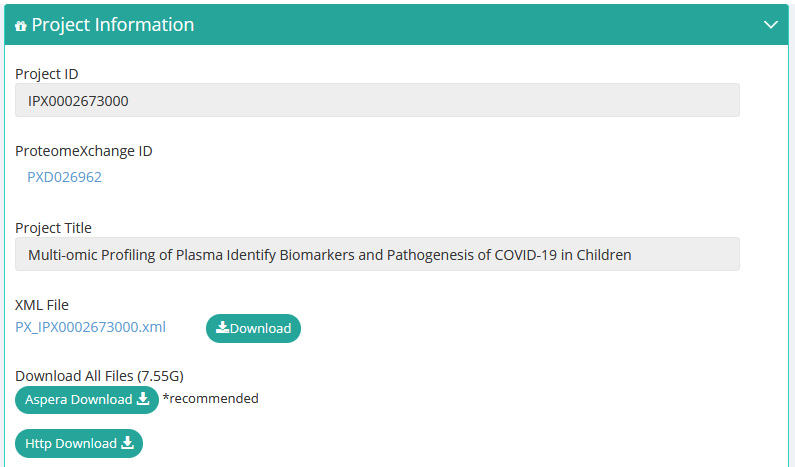 Project Information
Project ID
IPX0002673000
ProteomeXchange ID
PXD026962
Project Title
Multi-omic Profiling of Plasma Identify Biomarkers and Pathogenesis of COVID-19 in Children
XML File
PX_IPX0002673000.xml Download
Download All Files (7.55G)
Aspera Download *recommended
Http Download